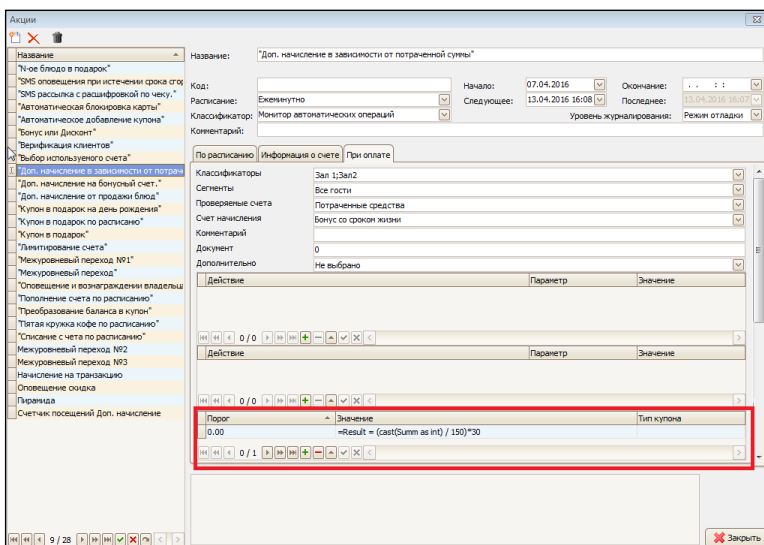 Акции
Название
"N-ое блюдо в подарок"
"SMS оповещения при истечении срока сгор
"SMS рассылка с расшифровкой по чеку."
"Автоматическая блокировка карты"
"Автоматическое добавление купона"
"Бонус или Дисконт"
"Верификация клиентов"
"Выбор используемого счета"
"Доп. начисление в зависимости от потрач
"Доп. начисление на бонусный счет."
"Доп. начисление от продажи блюд"
"Купон в подарок на день рождения"
"Купон в подарок по расписаню"
"Купон в подарок"
"Лимитирование счета"
"Межуровневый переход №1"
"Межуровневый переход"
"Оповещение и вознаграждении владельц
"Пополнение счета по расписанию"
"Преобразование баланса в купон"
"Пятая кружка кофе по расписанию"
"Списание с чета по расписанию"
Межуровневый переход №2
Межуровневый переход №3
Начисление на транзакцию
Оповещение скидка
Пирамида
Счетчик посещений Доп. начисление
9 / 28
Название: "Доп. начисление в зависимости от потраченной суммы"
Код: Начало: 07.04.2016 Окончание: . . : :
Расписание: Ежеминутно Следующее: 13.04.2016 16:08 Последнее: 13.04.2016 16:07
Классификатор: Монитор автоматических операций Уровень журналирования: Режим отладки
Комментарий:
По расписанию Информация о счете При оплате
Классификаторы Зал 1;Зал2
Сегменты Все гости
Проверяемые счета Потраченные средства
Счет начисления Бонус со сроком жизни
Комментарий
Документ 0
Дополнительно Не выбрано
Действие Параметр Значение
0 / 0
Действие Параметр Значение
0 / 0
Порог Значение Тип купона
0.00 =Result = (cast(Summ as int) / 150)*30
0 / 1
Закрыть